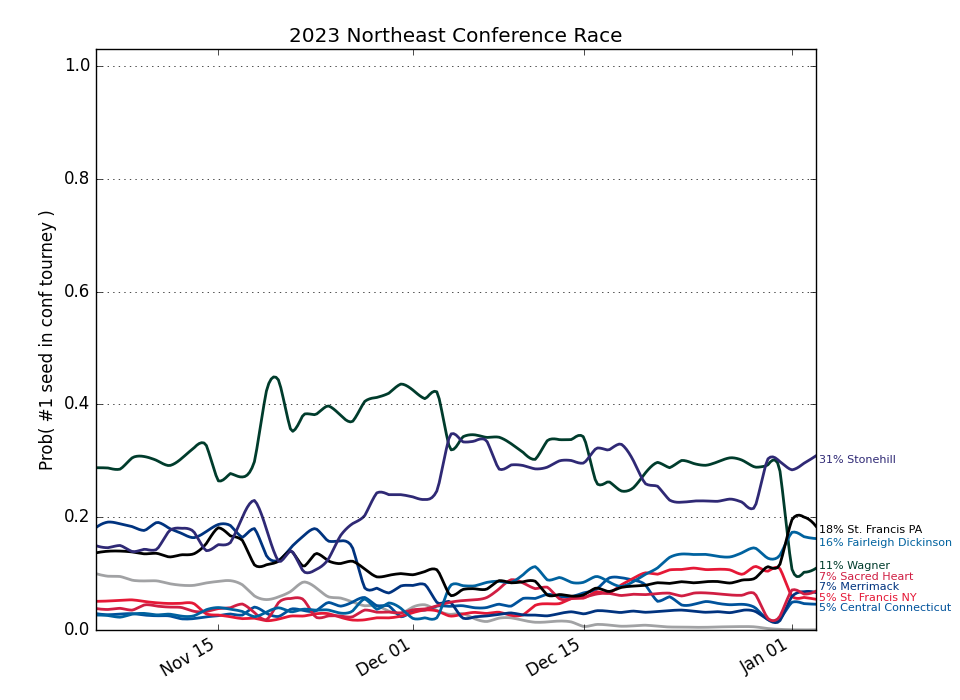 2023 Northeast Conference Race
Prob( #1 seed in conf tourney )
1.0
0.8
0.6
0.4
0.2
0.0
Nov 15
Dec 01
Dec 15
Jan 01
31% Stonehill
18% St. Francis PA
16% Fairleigh Dickinson
11% Wagner
9% Sacred Heart
7% Merrimack
5% St. Francis NY
5% Central Connecticut